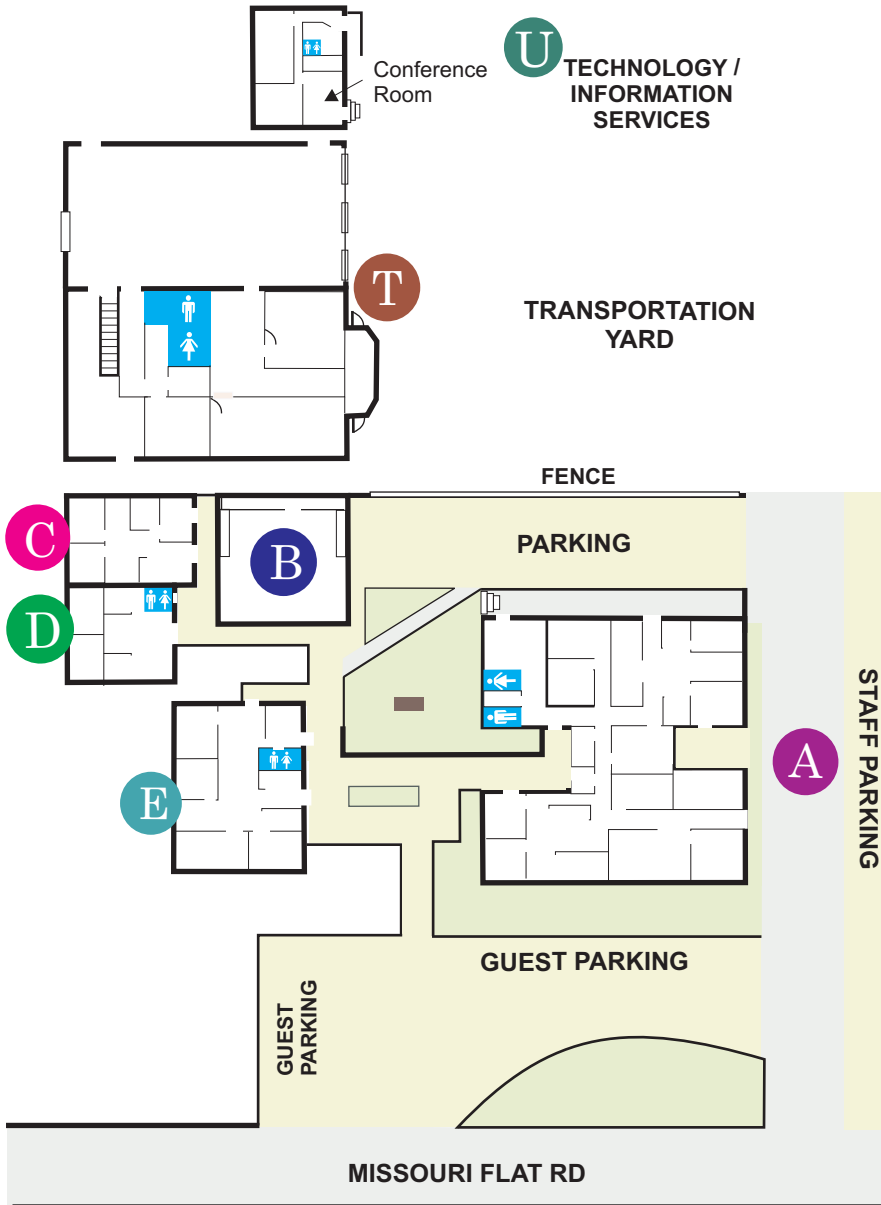 U
TECHNOLOGY /
INFORMATION
SERVICES
Conference
Room
T
TRANSPORTATION
YARD
FENCE
C
B
PARKING
D
A
STAFF PARKING
E
GUEST PARKING
GUEST
PARKING
MISSOURI FLAT RD